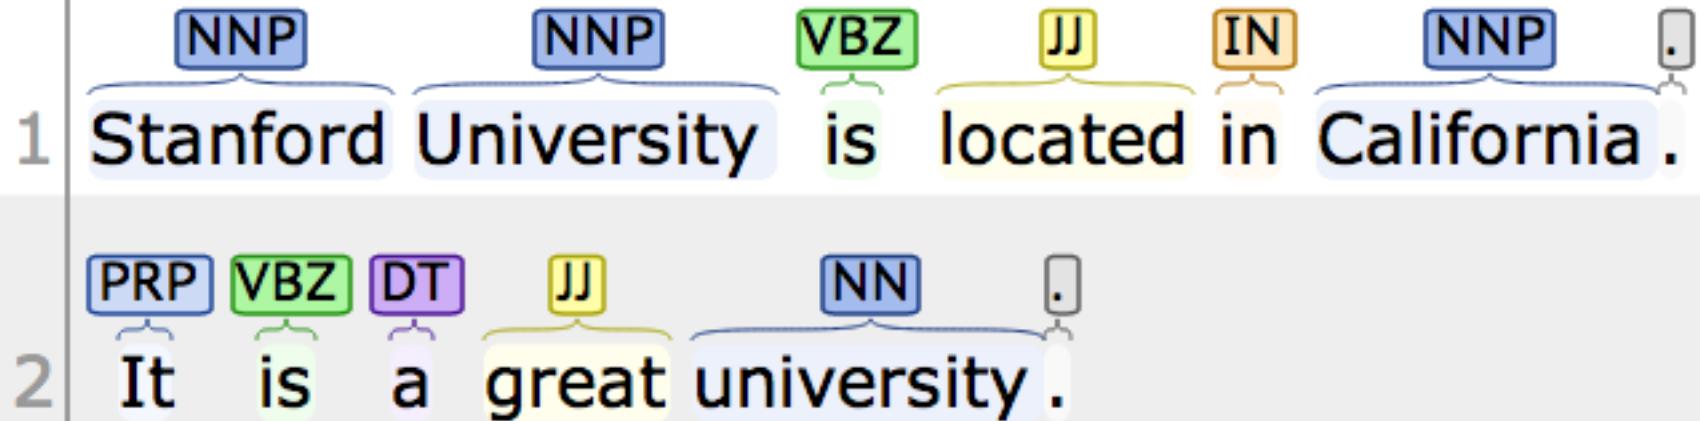 NNP NNP VBZ JJ IN NNP .
1 Stanford University is located in California .
PRP VBZ DT JJ NN .
2 It is a great university .